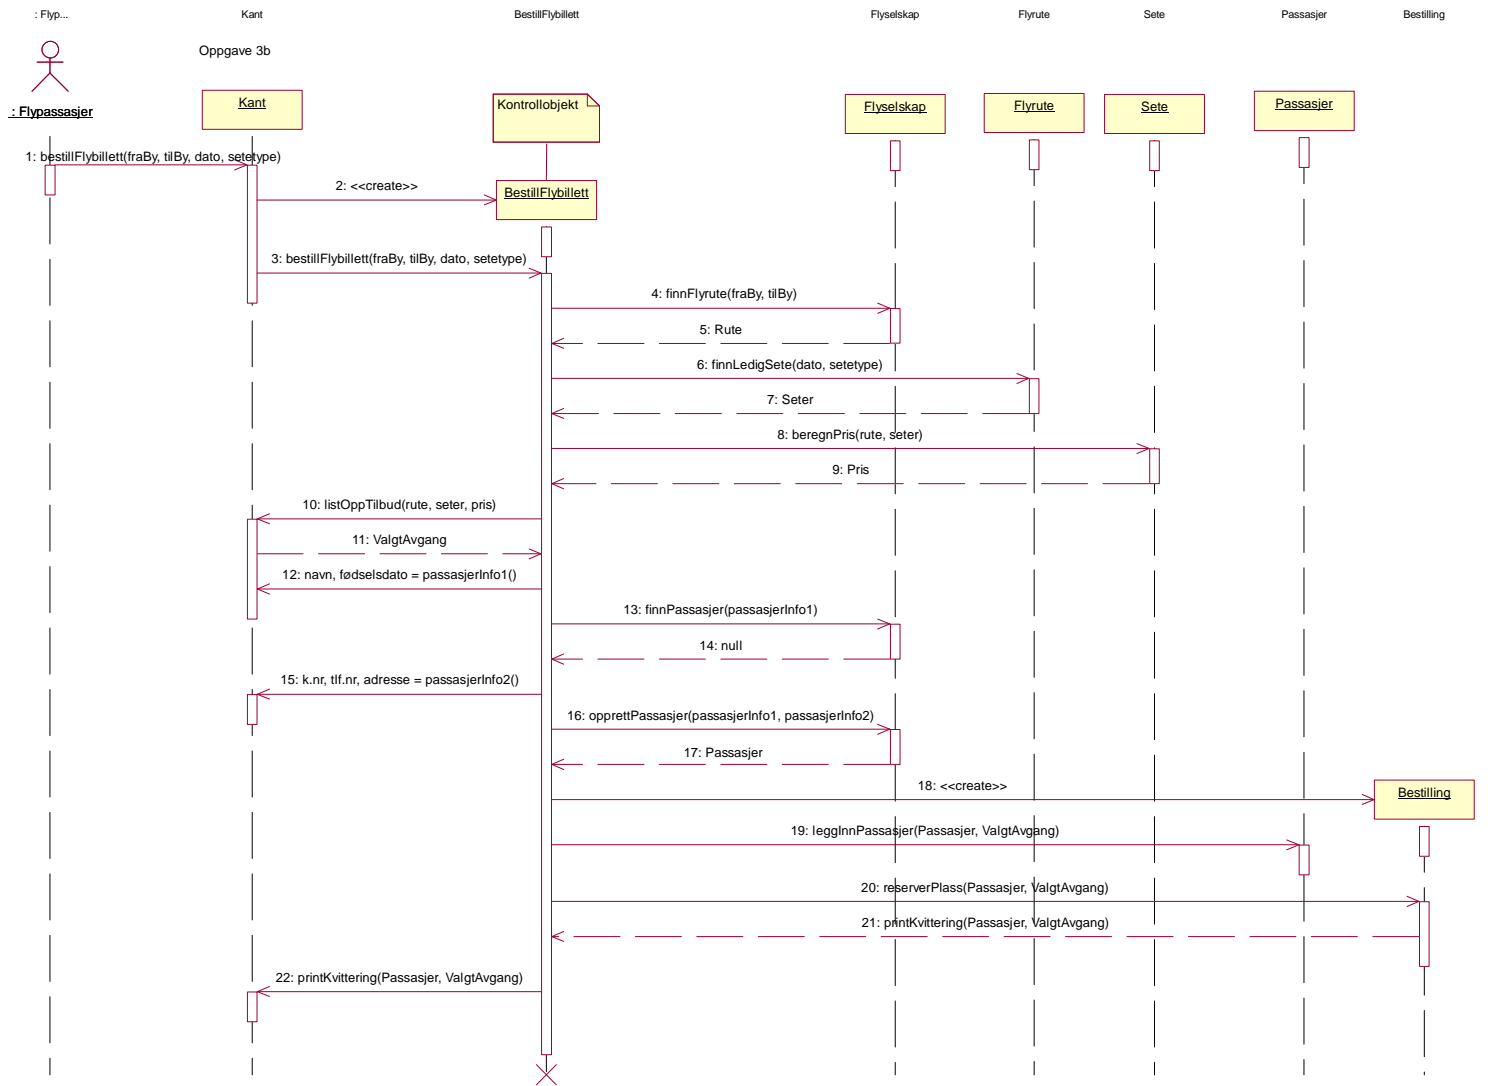 : Flyp... Kant BestillFlybillett Flyselskap Flyrute Sete Passasjer Bestilling
Oppgave 3b
: Flypassasjer Kant Kontrollobjekt Flyselskap Flyrute Sete Passasjer
1: bestillFlybillett(fraBy, tilBy, dato, setetype)
2: <<create>>
BestillFlybillett
3: bestillFlybillett(fraBy, tilBy, dato, setetype)
4: finnFlyrute(fraBy, tilBy)
5: Rute
6: finnLedigSete(dato, setetype)
7: Seter
8: beregnPris(rute, seter)
9: Pris
10: listOppTilbud(rute, seter, pris)
11: ValgtAvgang
12: navn, fødselsdato = passasjerInfo1()
13: finnPassasjer(passasjerInfo1)
14: null
15: k.nr, tlf.nr, adresse = passasjerInfo2()
16: opprettPassasjer(passasjerInfo1, passasjerInfo2)
17: Passasjer
18: <<create>>
Bestilling
19: leggInnPassasjer(Passasjer, ValgtAvgang)
20: reserverPlass(Passasjer, ValgtAvgang)
21: printKvittering(Passasjer, ValgtAvgang)
22: printKvittering(Passasjer, ValgtAvgang)